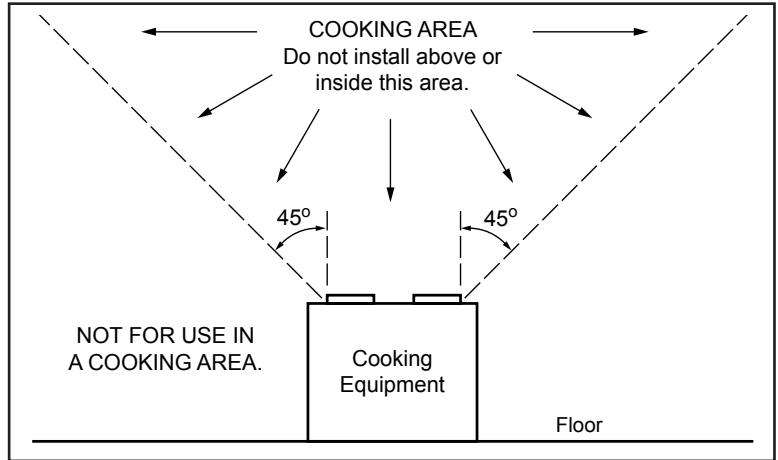 COOKING AREA
Do not install above or
inside this area.
45°
45°
NOT FOR USE IN
A COOKING AREA.
Cooking
Equipment
Floor